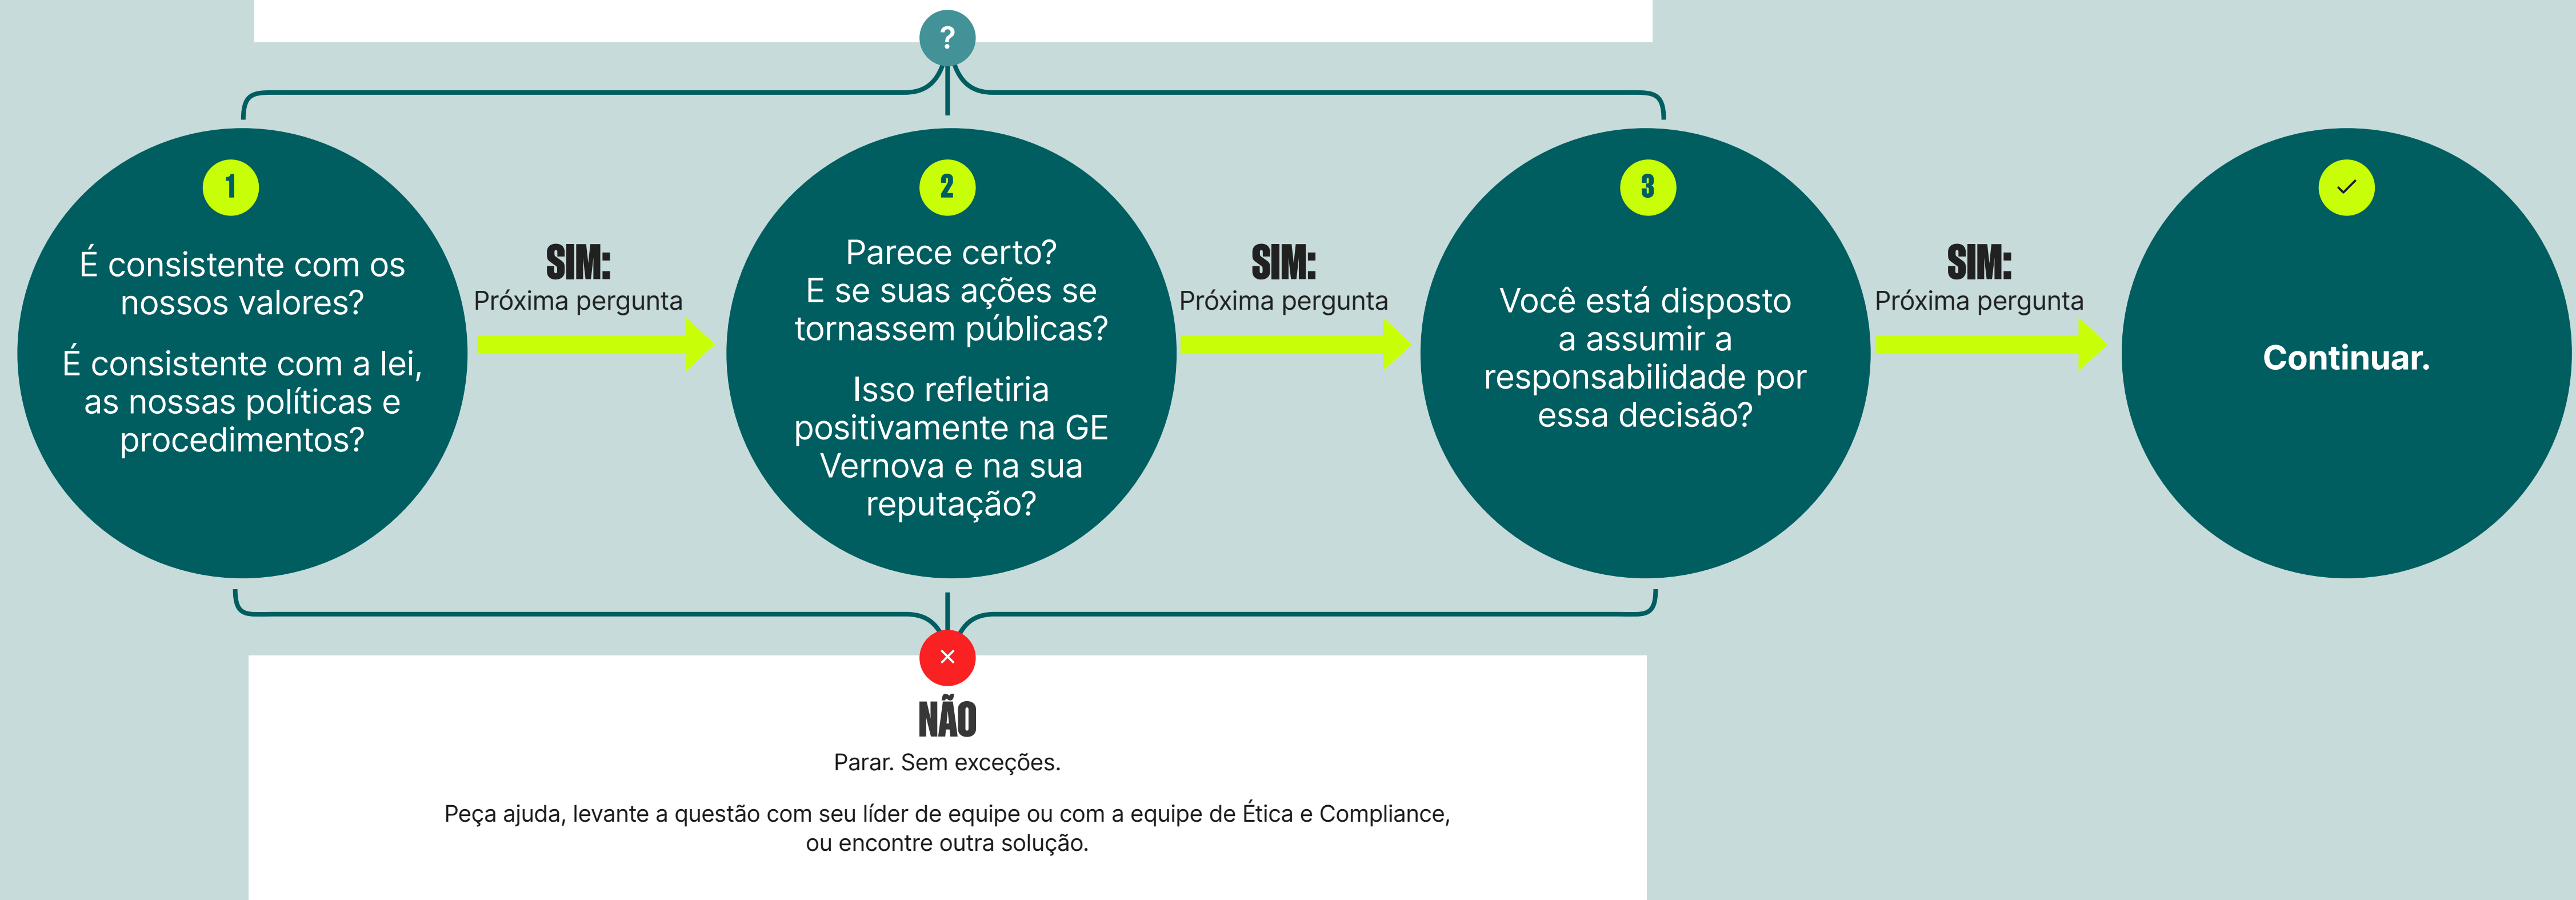 ?
1
É consistente com os
nossos valores?
É consistente com a lei,
as nossas políticas e
procedimentos?
SIM:
Próxima pergunta
2
Parece certo?
E se suas ações se
tornassem públicas?
Isso refletiria
positivamente na GE
Vernova e na sua
reputação?
SIM:
Próxima pergunta
3
Você está disposto
a assumir a
responsabilidade por
essa decisão?
SIM:
Próxima pergunta
Continuar.
NÃO
Parar. Sem exceções.
Peça ajuda, levante a questão com seu líder de equipe ou com a equipe de Ética e Compliance,
ou encontre outra solução.